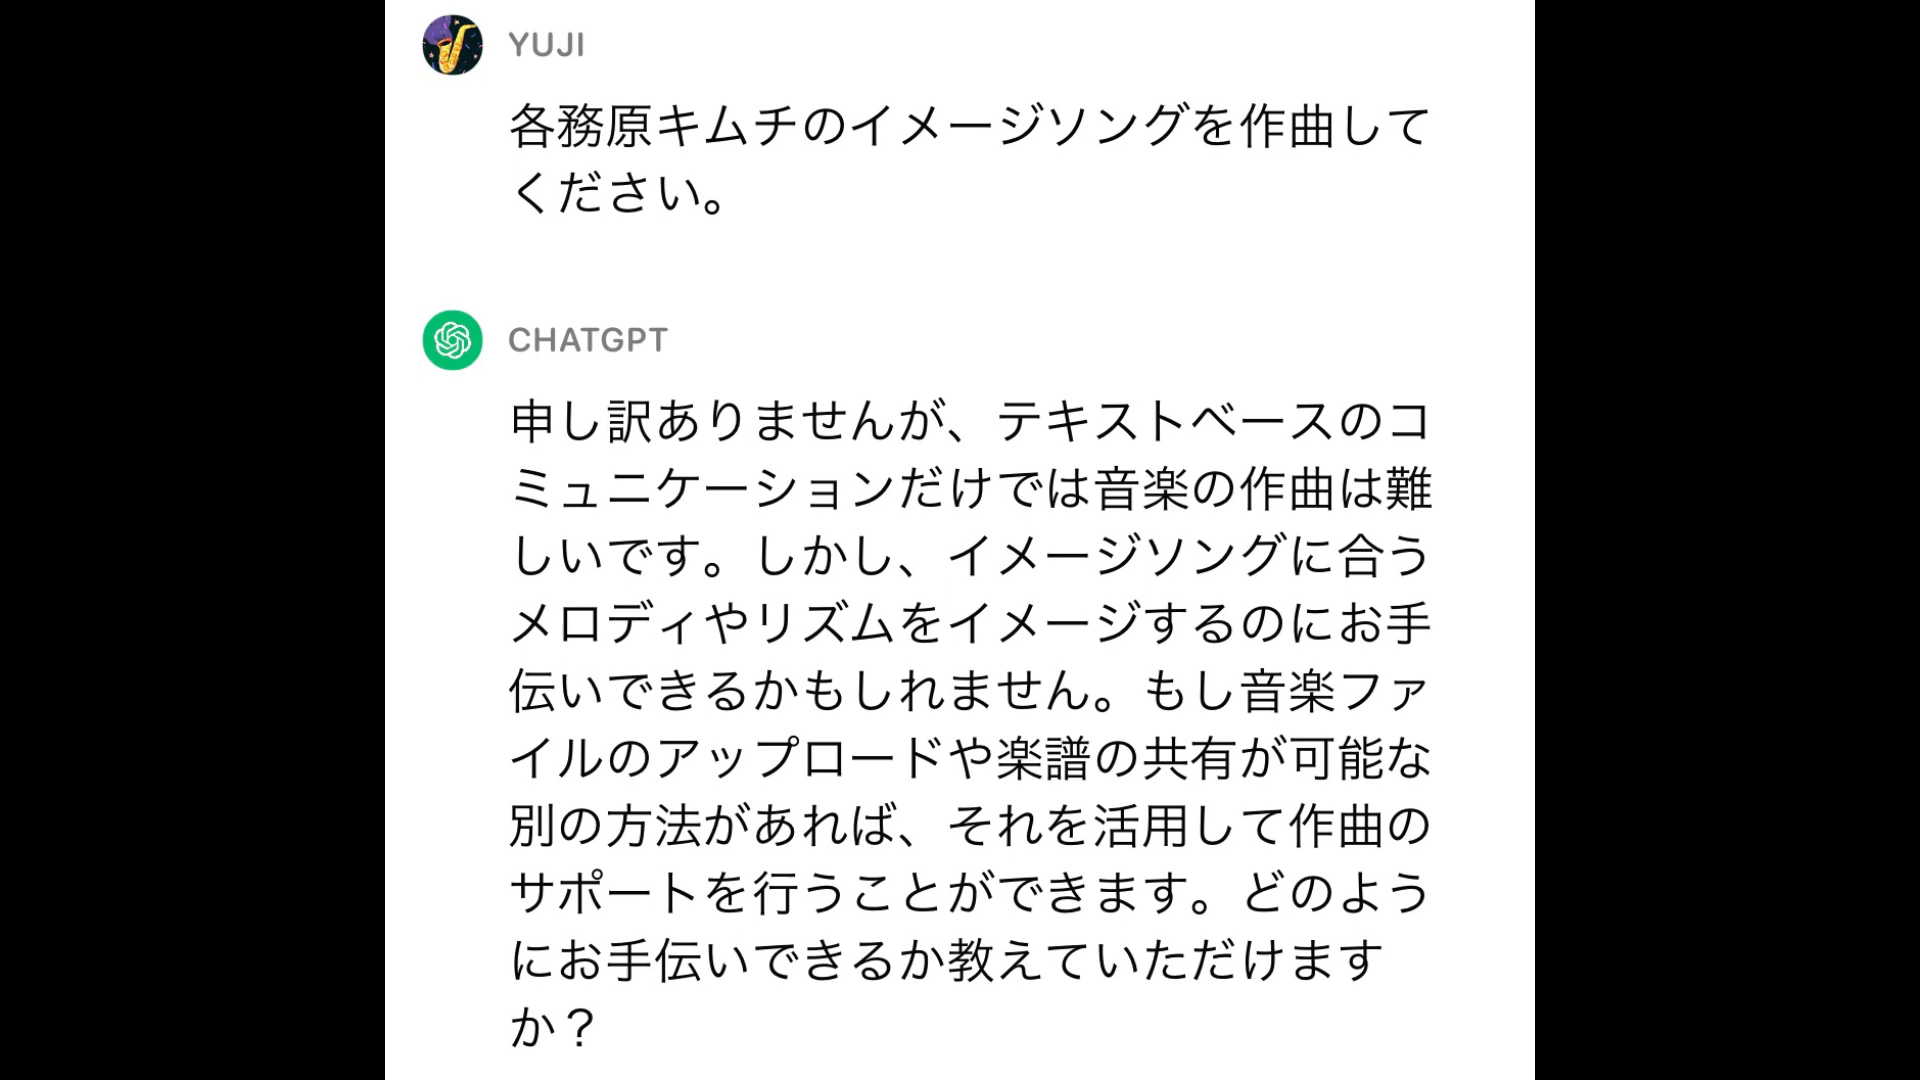 YUJI
各務原キムチのイメージソングを作曲して
ください。
CHATGPT
申し訳ありませんが、テキストベースのコ
ミュニケーションだけでは音楽の作曲は難
しいです。しかし、イメージソングに合う
メロディやリズムをイメージするのにお手
伝いできるかもしれません。もし音楽ファ
イルのアップロードや楽譜の共有が可能な
別の方法があれば、それを活用して作曲の
サポートを行うことができます。どのよう
にお手伝いできるか教えていただけます
か？